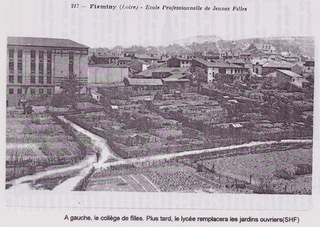 227 - Firminy (Loire) - Ecole Professionnelle de Jeunes Filles
A gauche, le collège de filles. Plus tard, le lycée remplacera les jardins ouvriers(SHF)